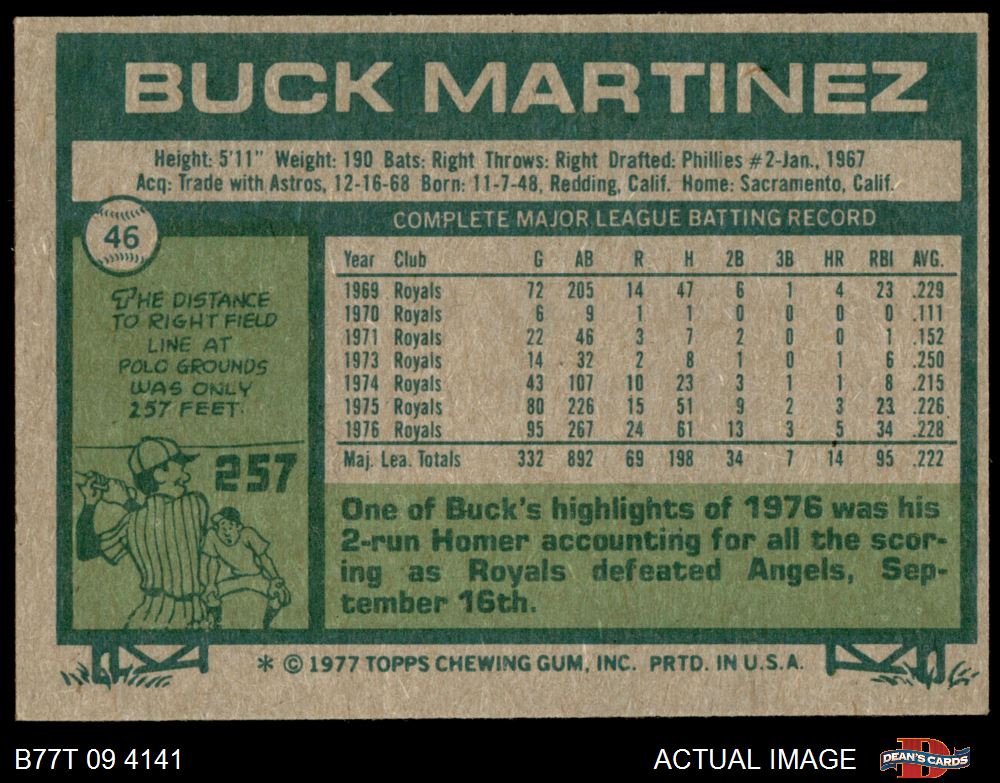 BUCK MARTINEZ
Height: 5'11" Weight: 190 Bats: Right Throws: Right Drafted: Phillies #2-Jan., 1967
Acq: Trade with Astros, 12-16-68 Born: 11-7-48, Redding, Calif. Home: Sacramento, Calif.
46
THE DISTANCE
TO RIGHT FIELD
LINE AT
POLO GROUNDS
WAS ONLY
257 FEET.
257
COMPLETE MAJOR LEAGUE BATTING RECORD
Year Club G AB R H 2B 3B HR RBI AVG.
1969 Royals 72 205 14 47 6 1 4 23 .229
1970 Royals 6 9 1 1 0 0 0 0 .111
1971 Royals 22 46 3 7 2 0 0 1 .152
1973 Royals 14 32 2 8 1 0 1 6 .250
1974 Royals 43 107 10 23 3 1 1 8 .215
1975 Royals 80 226 15 51 9 2 3 23 .226
1976 Royals 95 267 24 61 13 3 5 34 .228
Maj. Lea. Totals 332 892 69 198 34 7 14 95 .222
One of Buck's highlights of 1976 was his
2-run Homer accounting for all the scor-
ing as Royals defeated Angels, Sep-
tember 16th.
* © 1977 TOPPS CHEWING GUM, INC. PRTD. IN U.S.A.
B77T 09 4141
ACTUAL IMAGE
DEAN'S CARDS